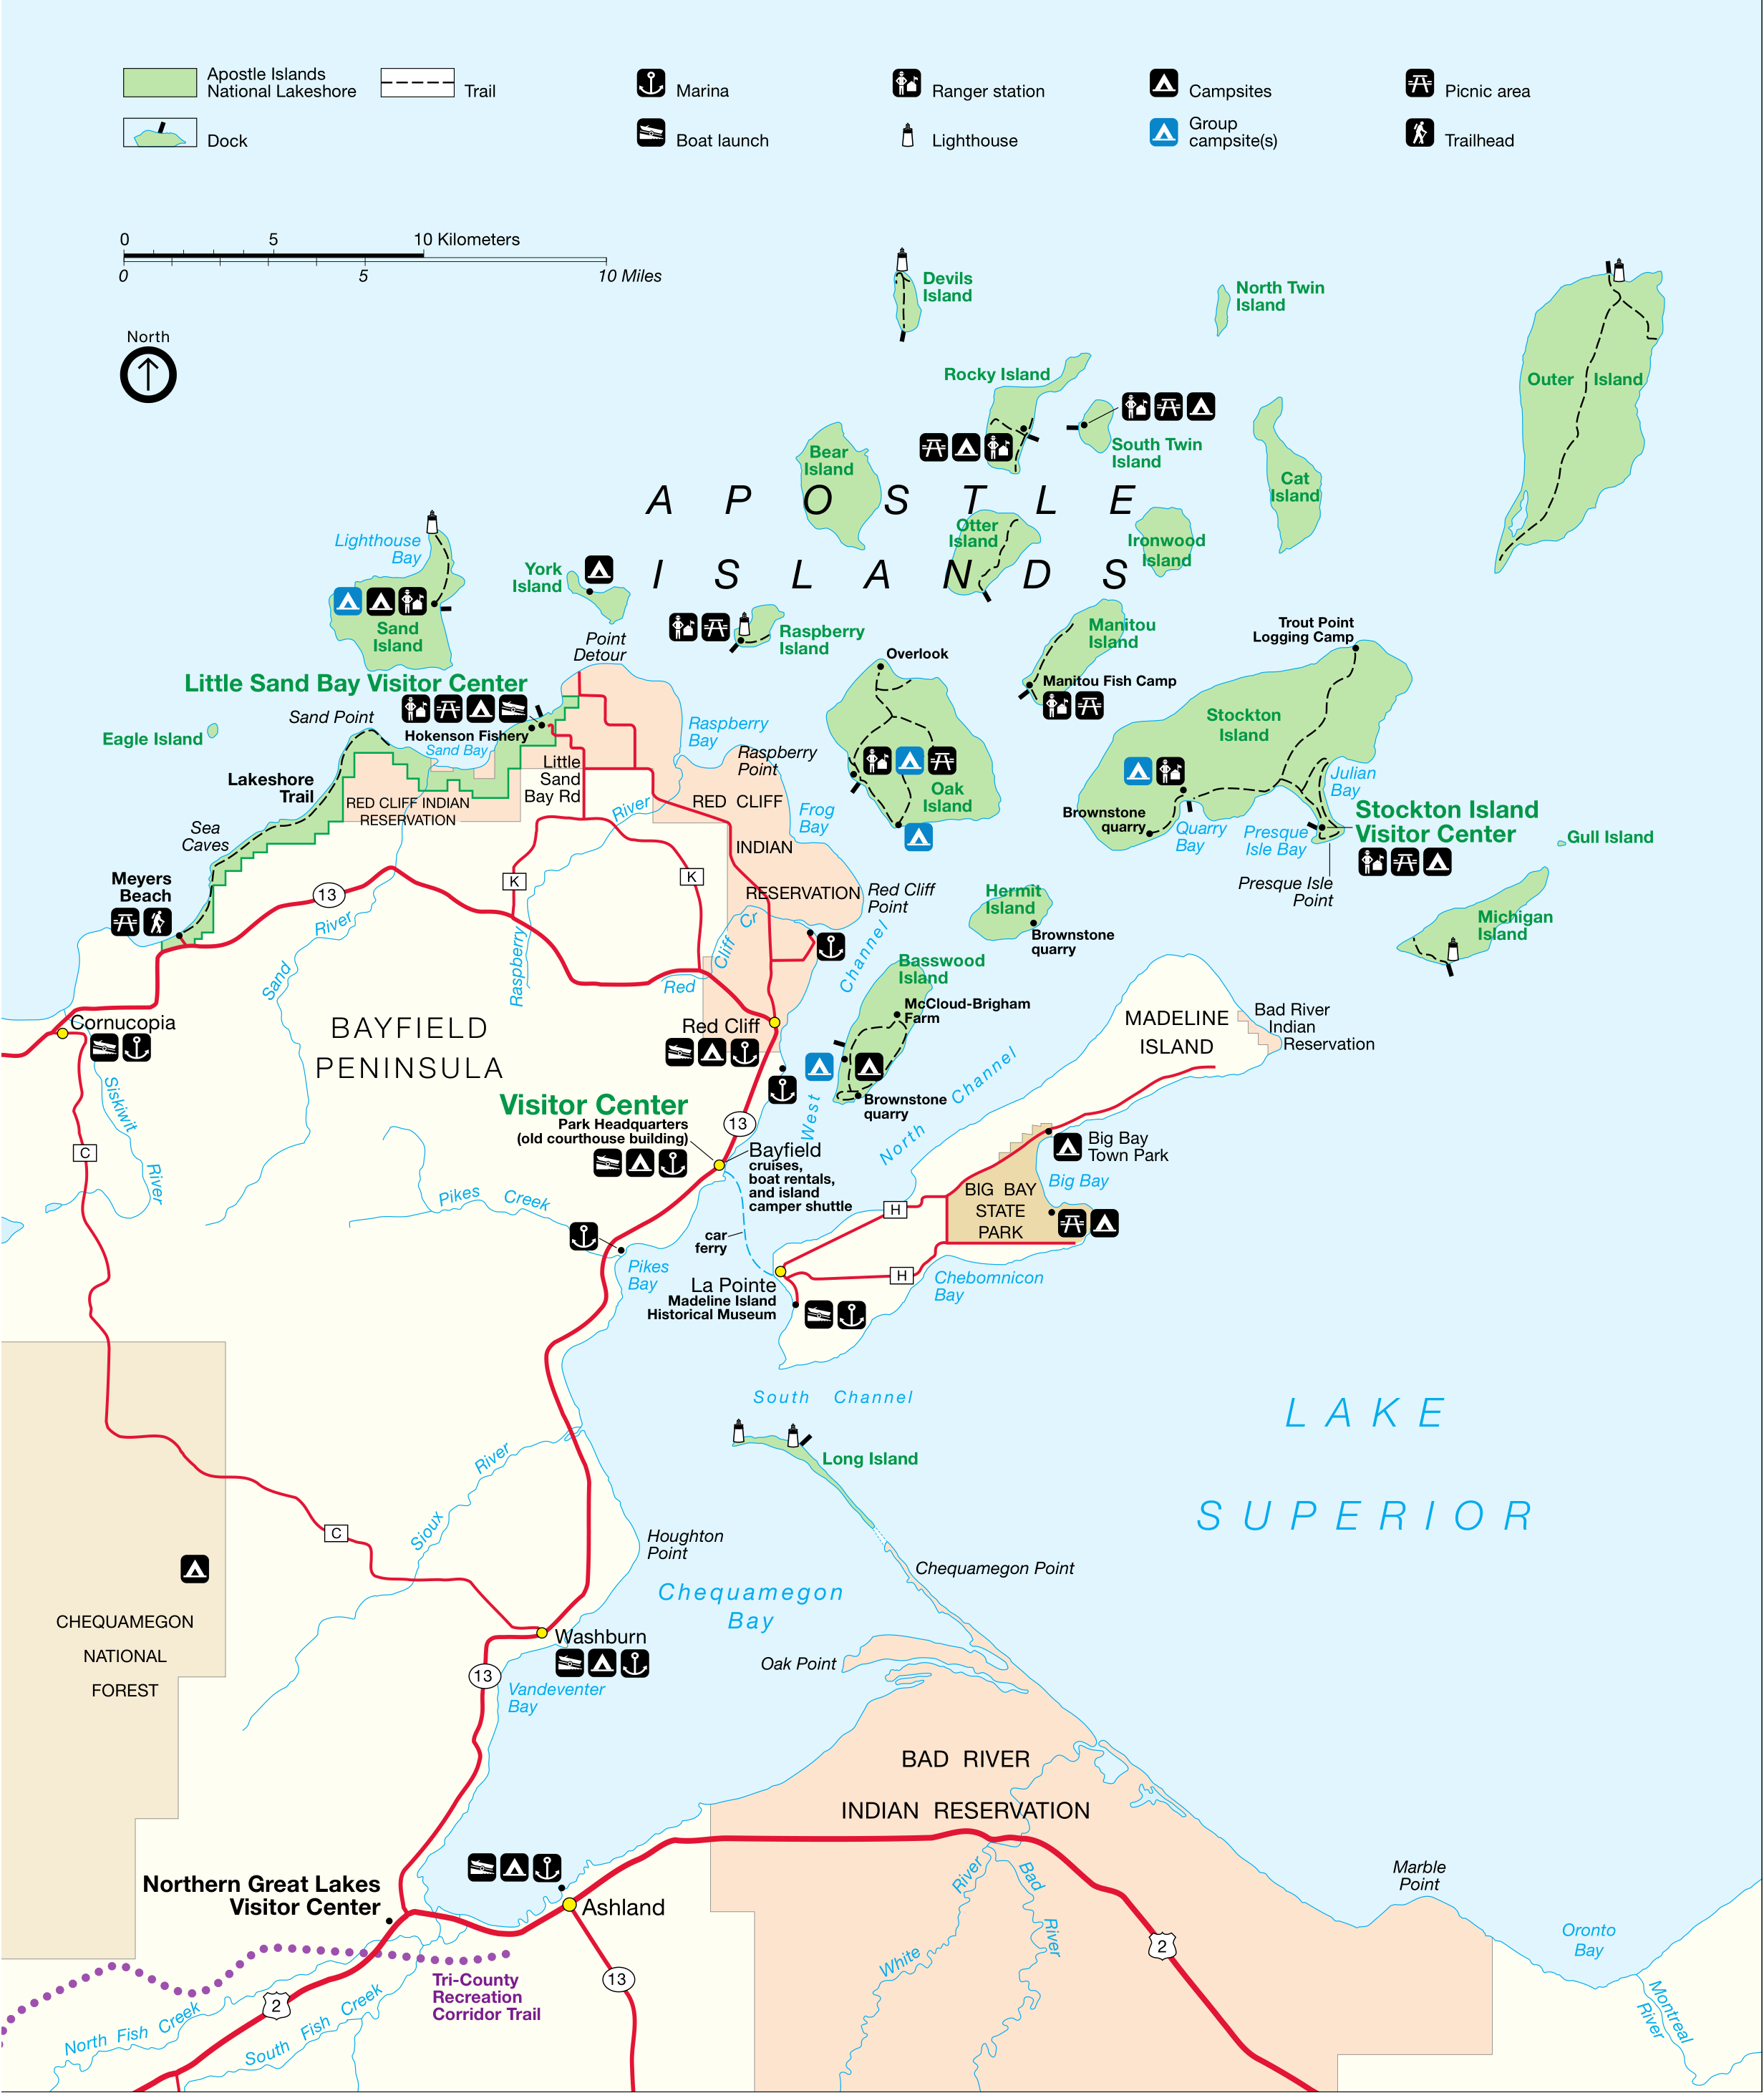 Apostle Islands
National Lakeshore
Trail
Marina
Ranger station
Campsites
Picnic area
Dock
Boat launch
Lighthouse
Group
campsite(s)
Trailhead
0 5 10 Kilometers
0 5 10 Miles
North
Devils
Island
North Twin
Island
Outer Island
Rocky Island
South Twin
Island
Bear
Island
Cat
Island
APOSTLE
ISLANDS
Otter
Island
Ironwood
Island
Lighthouse
Bay
York
Island
Sand
Island
Raspberry
Island
Manitou
Island
Trout Point
Logging Camp
Point
Detour
Overlook
Manitou Fish Camp
Little Sand Bay Visitor Center
Sand Point
Hokenson Fishery
Sand Bay
Eagle Island
Raspberry
Bay
Raspberry
Point
Stockton
Island
Julian
Bay
Lakeshore
Trail
Little
Sand
Bay Rd
RED CLIFF INDIAN
RESERVATION
River
RED CLIFF
INDIAN
RESERVATION
Frog
Bay
Oak
Island
Brownstone
quarry
Quarry
Bay
Presque
Isle Bay
Stockton Island
Visitor Center
Gull Island
Sea
Caves
Meyers
Beach
13
K
K
Presque Isle
Point
Red Cliff
Point
Hermit
Island
Brownstone
quarry
Michigan
Island
Sand River
Raspberry
Red Cliff Cr
West Channel
Basswood
Island
McCloud-Brigham
Farm
Brownstone
quarry
North Channel
MADELINE
ISLAND
Bad River
Indian
Reservation
Cornucopia
BAYFIELD
PENINSULA
Red Cliff
Siskiwit River
C
Visitor Center
Park Headquarters
(old courthouse building)
13
Bayfield
cruises,
boat rentals,
and island
camper shuttle
Big Bay
Town Park
Big Bay
BIG BAY
STATE
PARK
Pikes Creek
car
ferry
H
H
Pikes
Bay
La Pointe
Madeline Island
Historical Museum
Chebomnicon
Bay
South Channel
Long Island
LAKE
SUPERIOR
Sioux River
C
Houghton
Point
Chequamegon Point
Chequamegon
Bay
CHEQUAMEGON
NATIONAL
FOREST
Washburn
13
Vandeventer
Bay
Oak Point
BAD RIVER
INDIAN RESERVATION
Marble
Point
Northern Great Lakes
Visitor Center
Ashland
White River
Bad River
2
Oronto
Bay
Montreal
River
Tri-County
Recreation
Corridor Trail
13
2
North Fish Creek
South Fish Creek